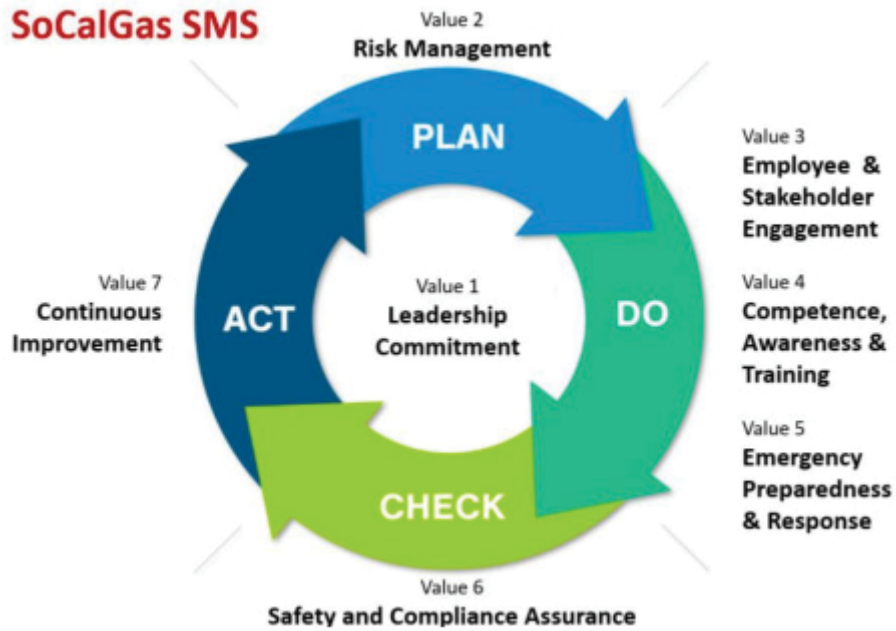 SoCalGas SMS
Value 2
Risk Management
PLAN
Value 3
Employee &
Stakeholder
Engagement
Value 7
Continuous
Improvement
ACT
Value 1
Leadership
Commitment
DO
Value 4
Competence,
Awareness &
Training
Value 5
Emergency
Preparedness
& Response
CHECK
Value 6
Safety and Compliance Assurance